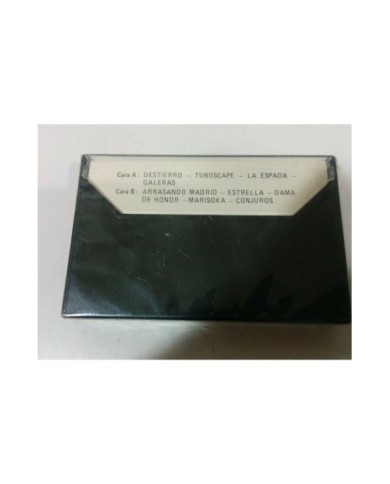 Cara A: DESTIERRO - TUBOSCAPE - LA ESPADA -
GALERAS
Cara B: ARRASANDO MADRID - ESTRELLA - DAMA
DE HONOR - MARISOKA - CONJUROS